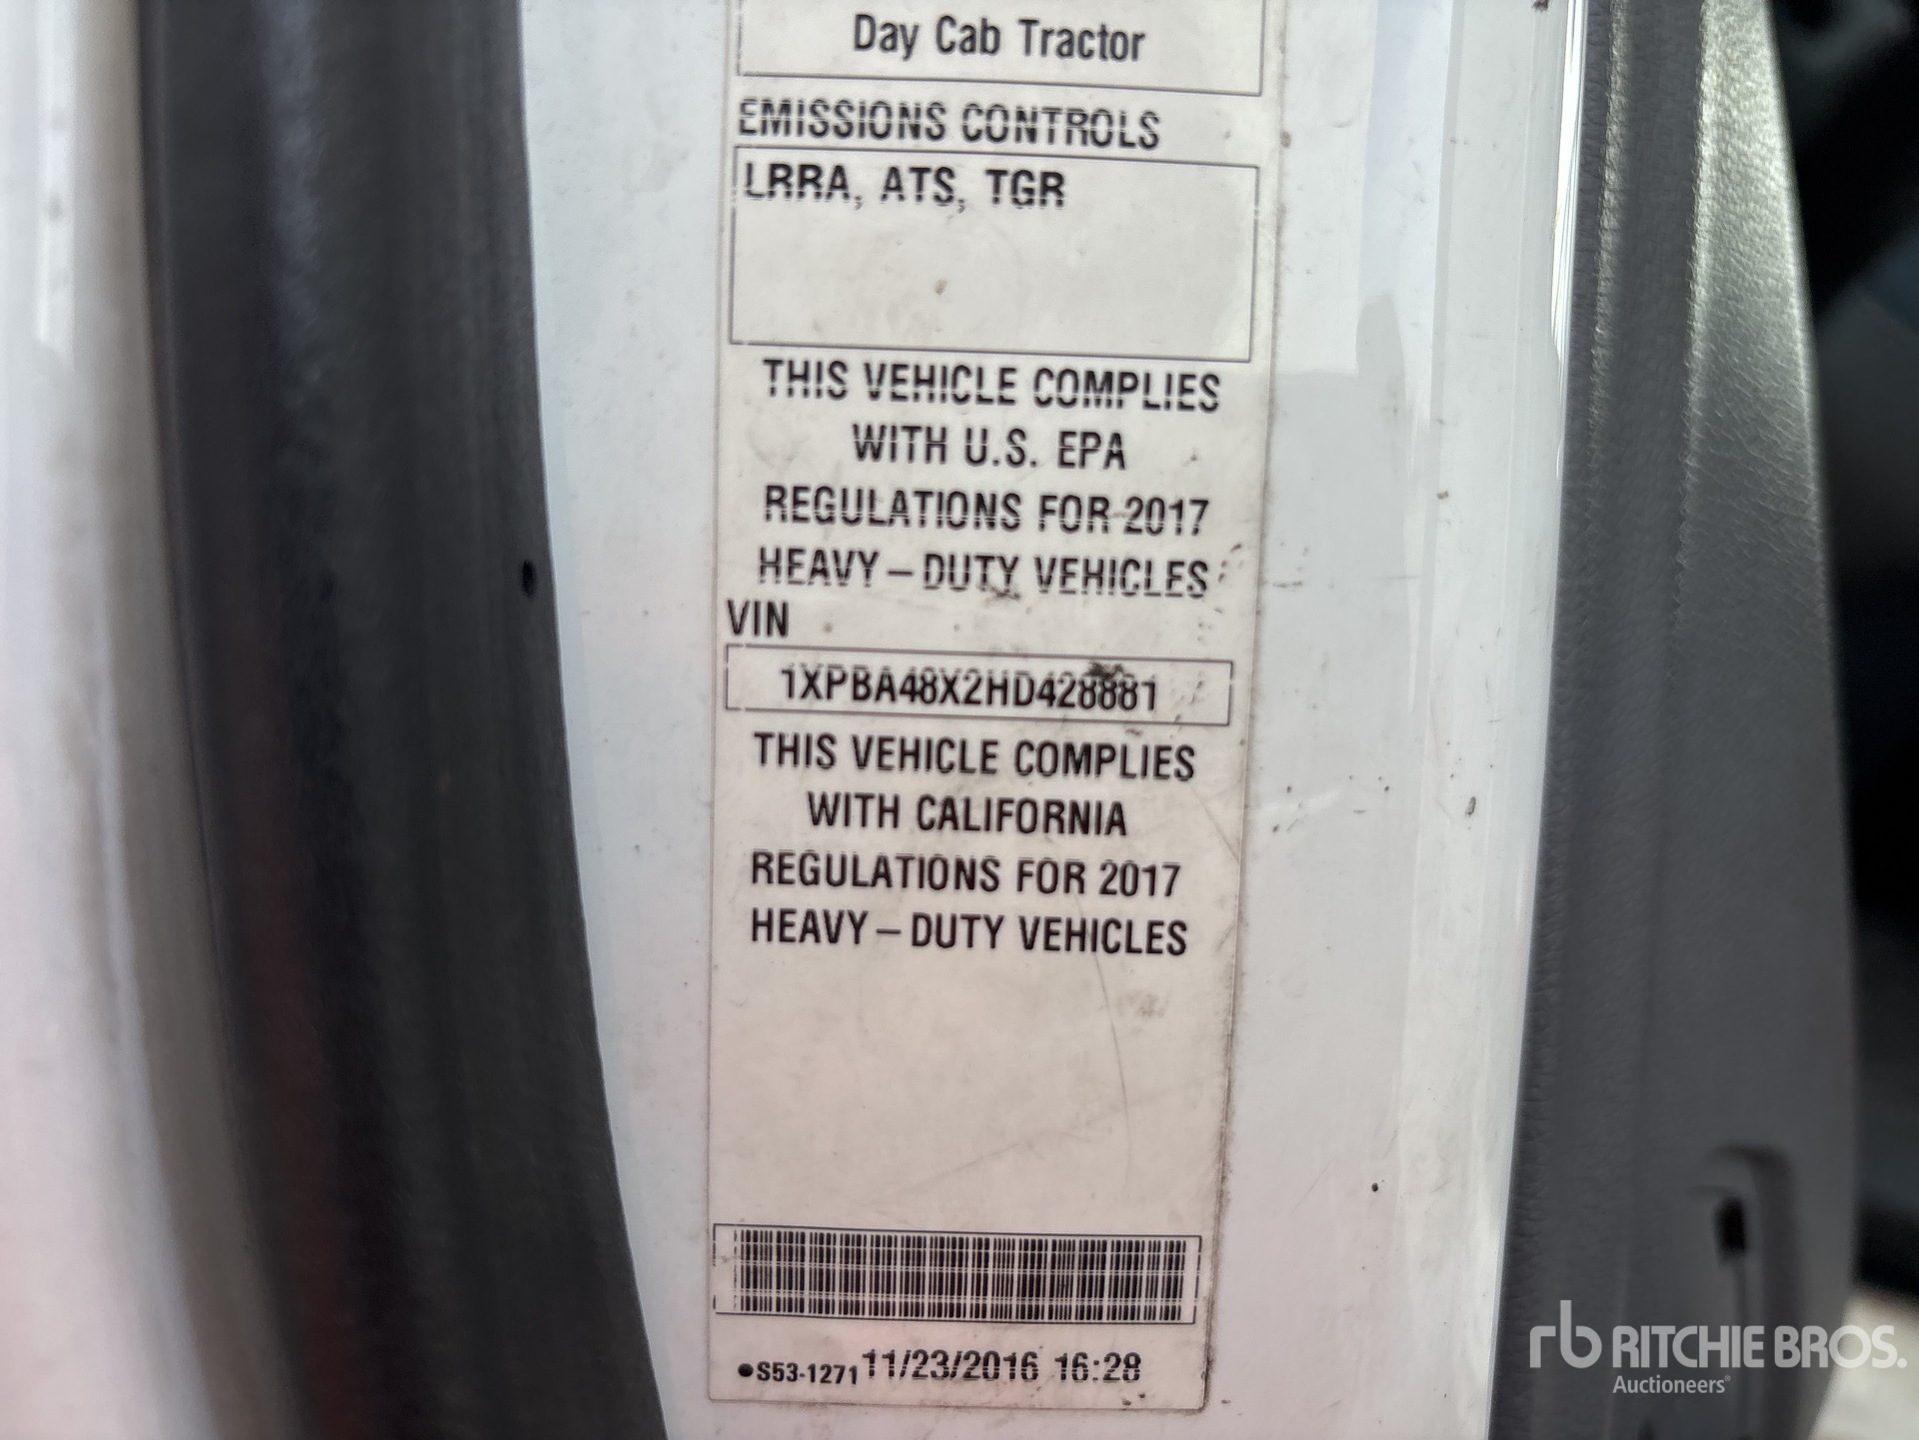 Day Cab Tractor
EMISSIONS CONTROLS
LRRA, ATS, TGR
THIS VEHICLE COMPLIES
WITH U.S. EPA
REGULATIONS FOR 2017
HEAVY – DUTY VEHICLES
VIN
1XPBA48X2HD428881
THIS VEHICLE COMPLIES
WITH CALIFORNIA
REGULATIONS FOR 2017
HEAVY – DUTY VEHICLES
●S53-1271 11/23/2016 16:28
rb RITCHIE BROS.
Auctioneers®